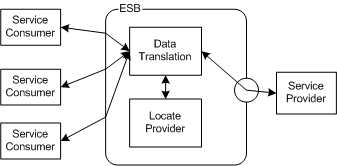 ESB
Service
Consumer
Data
Translation
Service
Consumer
Service
Provider
Locate
Provider
Service
Consumer